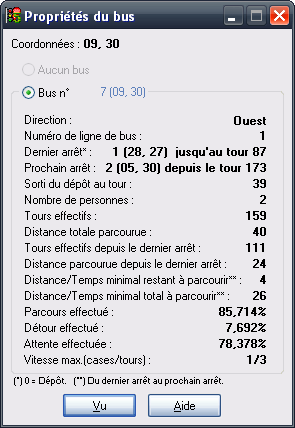 Propriétés du bus
Coordonnées : 09, 30
Aucun bus
Bus n° 7 (09, 30)
Direction : Ouest
Numéro de ligne de bus : 1
Dernier arrêt* : 1 (28, 27) jusqu'au tour 87
Prochain arrêt : 2 (05, 30) depuis le tour 173
Sorti du dépôt au tour : 39
Nombre de personnes : 2
Tours effectifs : 159
Distance totale parcourue : 40
Tours effectifs depuis le dernier arrêt : 111
Distance parcourue depuis le dernier arrêt : 24
Distance/Temps minimal restant à parcourir** : 4
Distance/Temps minimal total à parcourir** : 26
Parcours effectué : 85,714%
Détour effectué : 7,692%
Attente effectuée : 78,378%
Vitesse max.(cases/tours) : 1/3
(*) 0 = Dépôt. (**) Du dernier arrêt au prochain arrêt.
Vu Aide